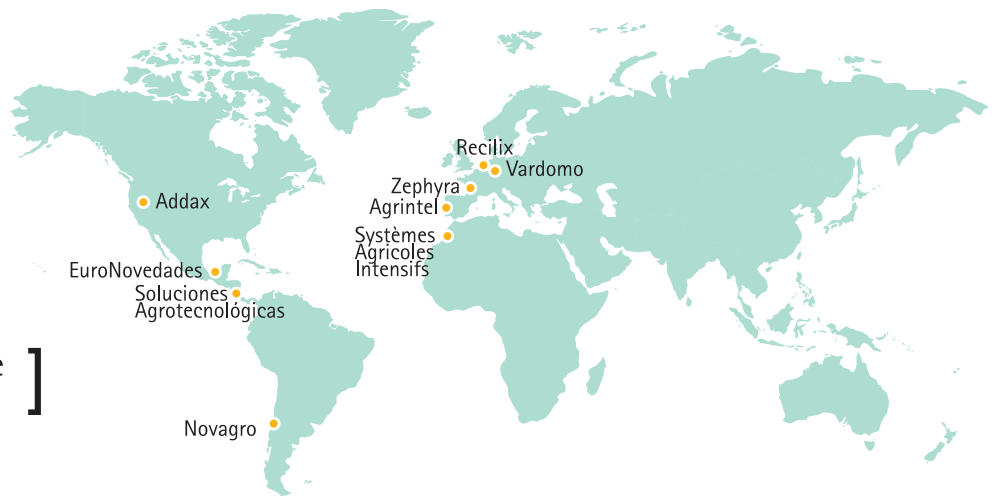 Recilix
Vardomo
Zephyra
Addax
Agrintel
Systèmes
Agricoles
Intensifs
EuroNovedades
Soluciones
Agrotecnológicas
e ]
Novagro